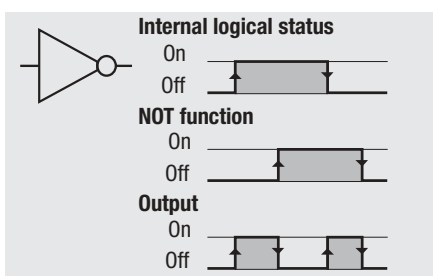 Internal logical status
On
Off
NOT function
On
Off
Output
On
Off